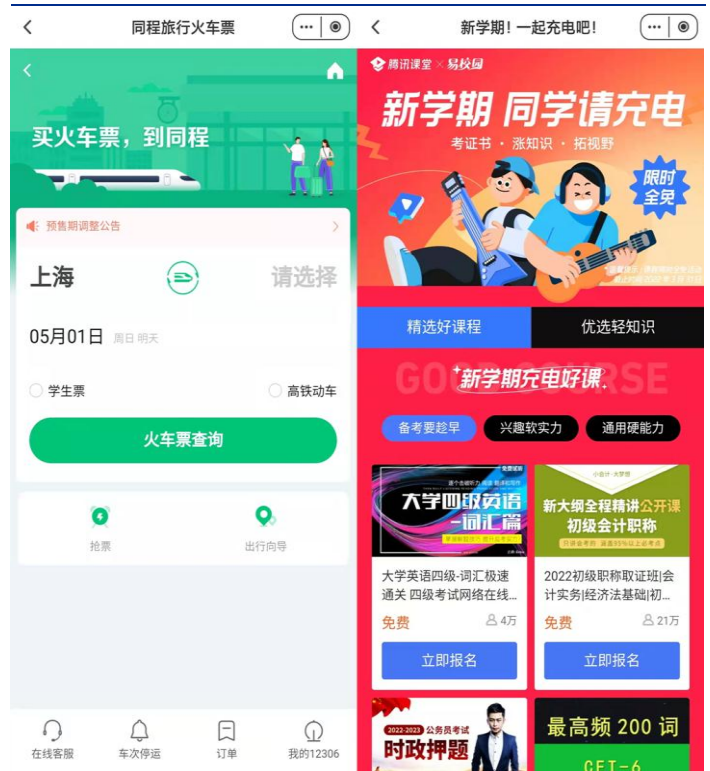 同程旅行火车票
买火车票，到同程
预售期调整公告
上海
请选择
05月01日 周日 明天
学生票
高铁动车
火车票查询
抢票
出行向导
在线客服
车次停运
订单
我的12306
新学期！一起充电吧！
腾讯课堂 × 易校园
新学期 同学请充电
考证书 · 涨知识 · 拓视野
限时
全免
精选好课程
优选轻知识
GOOD COURSE
新学期充电好课
备考要趁早
兴趣软实力
通用硬能力
免费试听
大学四级英语
-词汇篇
大学英语四级-词汇极速
通关 四级考试网络在线...
免费
4万
立即报名
小会计·大梦想
新大纲全程精讲公开课
初级会计职称
2022初级职称取证班|会
计实务|经济法基础|初...
免费
21万
立即报名
2022-2023 公务员考试
时政押题
最高频 200 词
CET-6